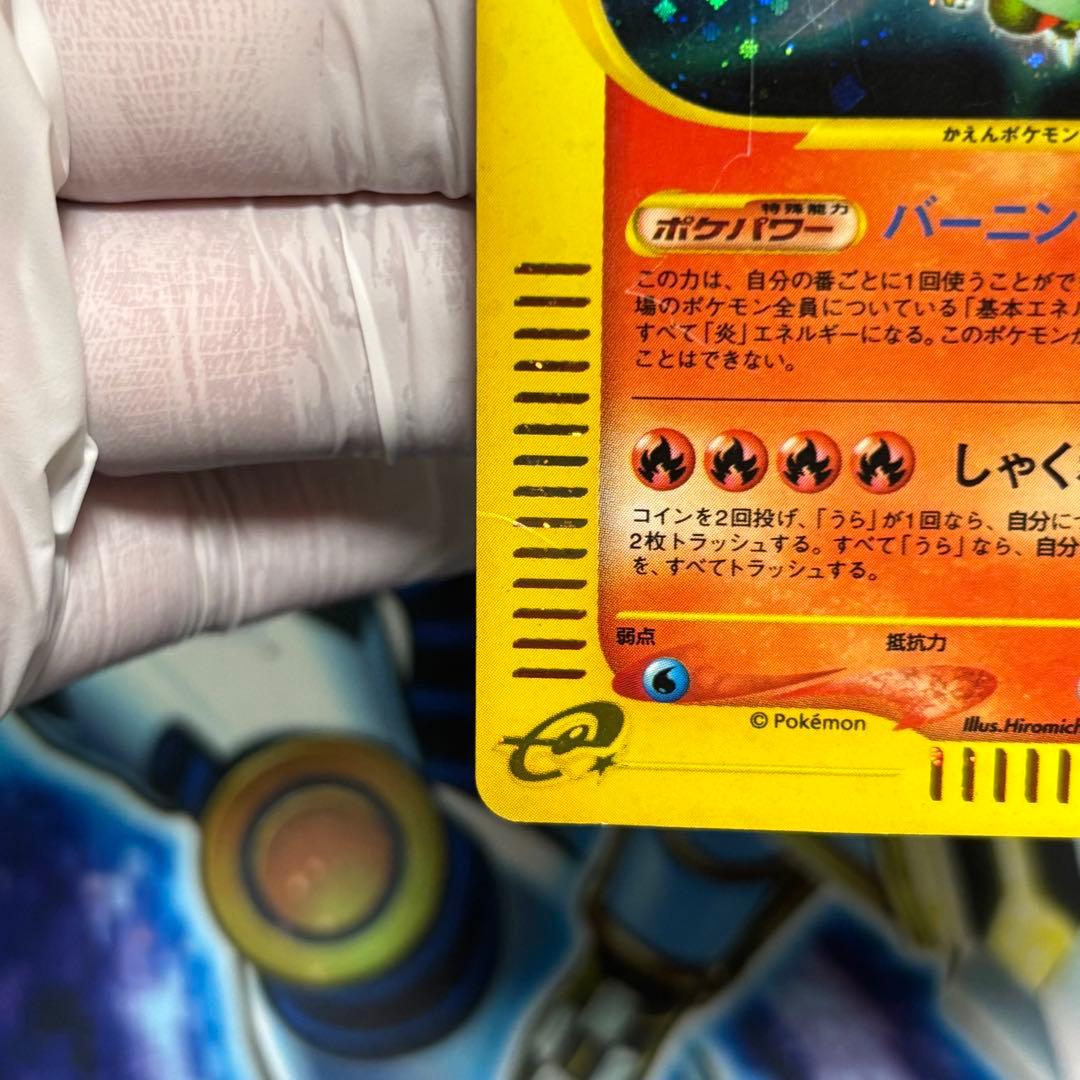 かえんポケモン
特殊能力
ポケパワー バーニン
この力は、自分の番ごとに1回使うことがで
場のポケモン全員についている「基本エネル
すべて「炎」エネルギーになる。このポケモンが
ことはできない。
しゃく
コインを2回投げ、「うら」が1回なら、自分に
2枚トラッシュする。すべて「うら」なら、自分
を、すべてトラッシュする。
弱点 抵抗力
© Pokémon Illus.Hiromich
e